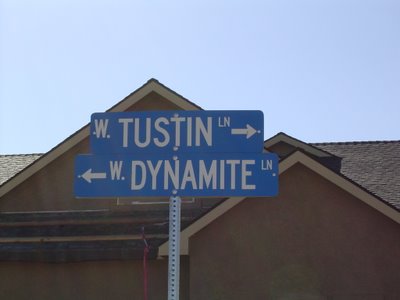 W. TUSTIN LN →
← W. DYNAMITE LN